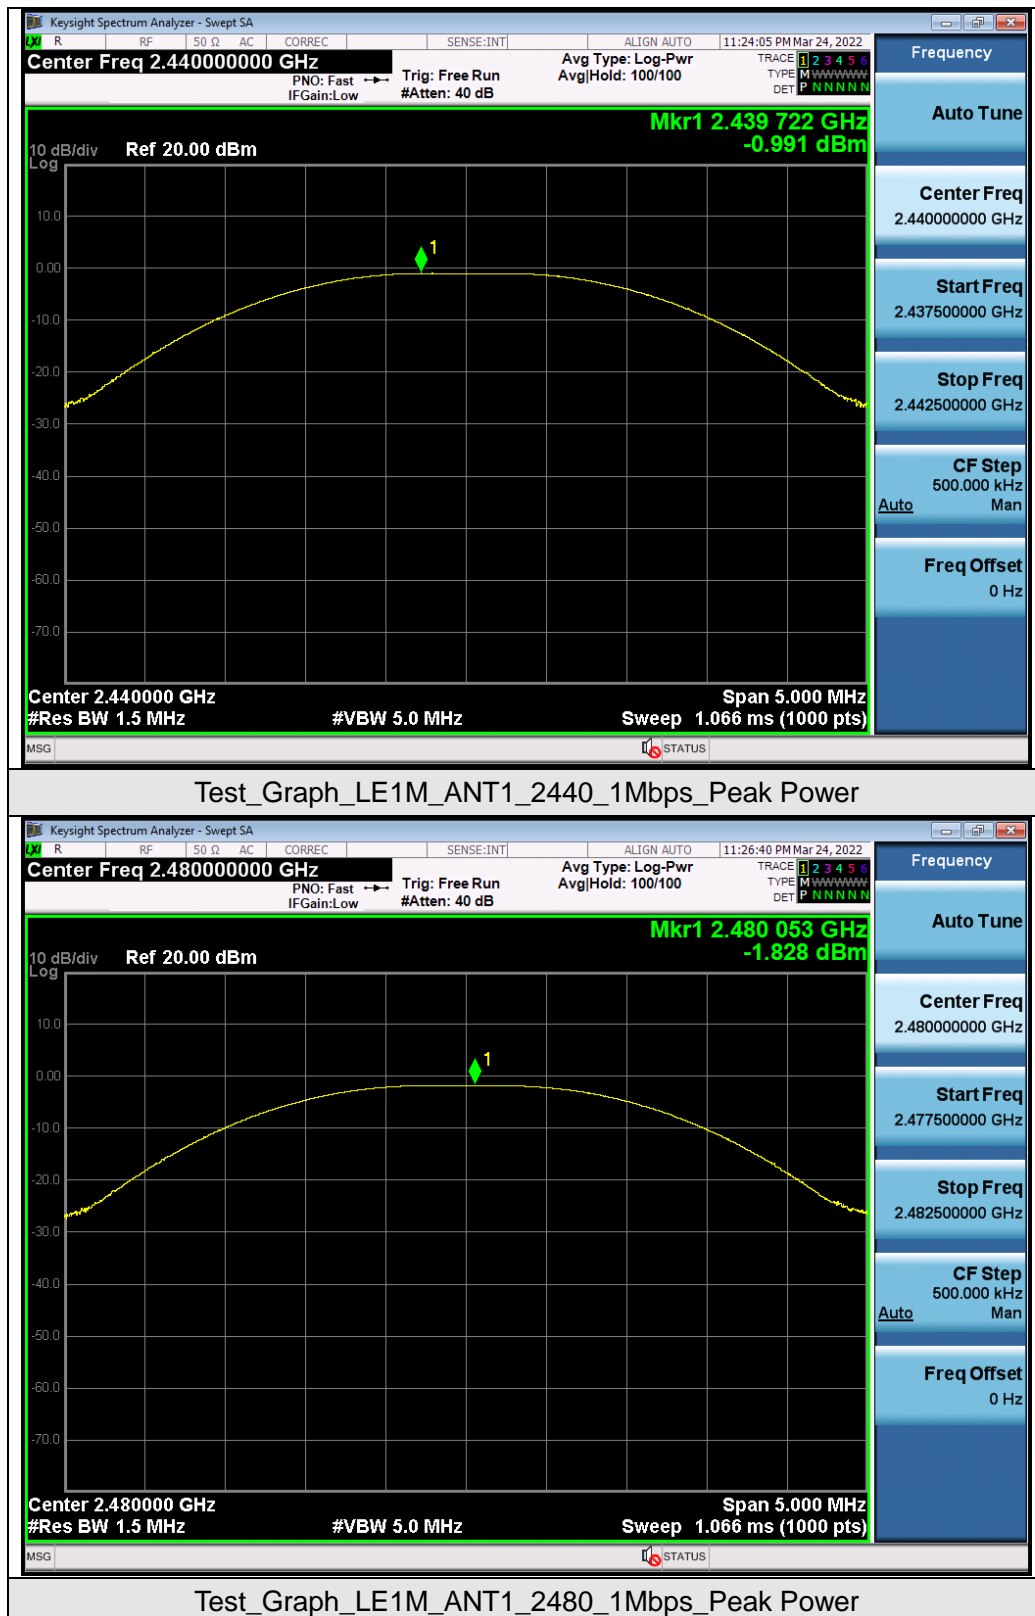 Keysight Spectrum Analyzer - Swept SA
LXI R RF 50 Ω AC CORREC SENSE:INT ALIGN AUTO 11:24:05 PM Mar 24, 2022
Center Freq 2.440000000 GHz
PNO: Fast
IFGain:Low
Trig: Free Run
#Atten: 40 dB
Avg Type: Log-Pwr
Avg|Hold: 100/100
TRACE 1 2 3 4 5 6
TYPE M WWWWW
DET P N N N N N
Mkr1 2.439 722 GHz
-0.991 dBm
10 dB/div Ref 20.00 dBm
Log
10.0
0.00
-10.0
-20.0
-30.0
-40.0
-50.0
-60.0
-70.0
1
Center 2.440000 GHz Span 5.000 MHz
#Res BW 1.5 MHz #VBW 5.0 MHz Sweep 1.066 ms (1000 pts)
MSG STATUS
Frequency
Auto Tune
Center Freq
2.440000000 GHz
Start Freq
2.437500000 GHz
Stop Freq
2.442500000 GHz
CF Step
500.000 kHz
Auto Man
Freq Offset
0 Hz
Test_Graph_LE1M_ANT1_2440_1Mbps_Peak Power
Keysight Spectrum Analyzer - Swept SA
LXI R RF 50 Ω AC CORREC SENSE:INT ALIGN AUTO 11:26:40 PM Mar 24, 2022
Center Freq 2.480000000 GHz
PNO: Fast
IFGain:Low
Trig: Free Run
#Atten: 40 dB
Avg Type: Log-Pwr
Avg|Hold: 100/100
TRACE 1 2 3 4 5 6
TYPE M WWWWW
DET P N N N N N
Mkr1 2.480 053 GHz
-1.828 dBm
10 dB/div Ref 20.00 dBm
Log
10.0
0.00
-10.0
-20.0
-30.0
-40.0
-50.0
-60.0
-70.0
1
Center 2.480000 GHz Span 5.000 MHz
#Res BW 1.5 MHz #VBW 5.0 MHz Sweep 1.066 ms (1000 pts)
MSG STATUS
Frequency
Auto Tune
Center Freq
2.480000000 GHz
Start Freq
2.477500000 GHz
Stop Freq
2.482500000 GHz
CF Step
500.000 kHz
Auto Man
Freq Offset
0 Hz
Test_Graph_LE1M_ANT1_2480_1Mbps_Peak Power